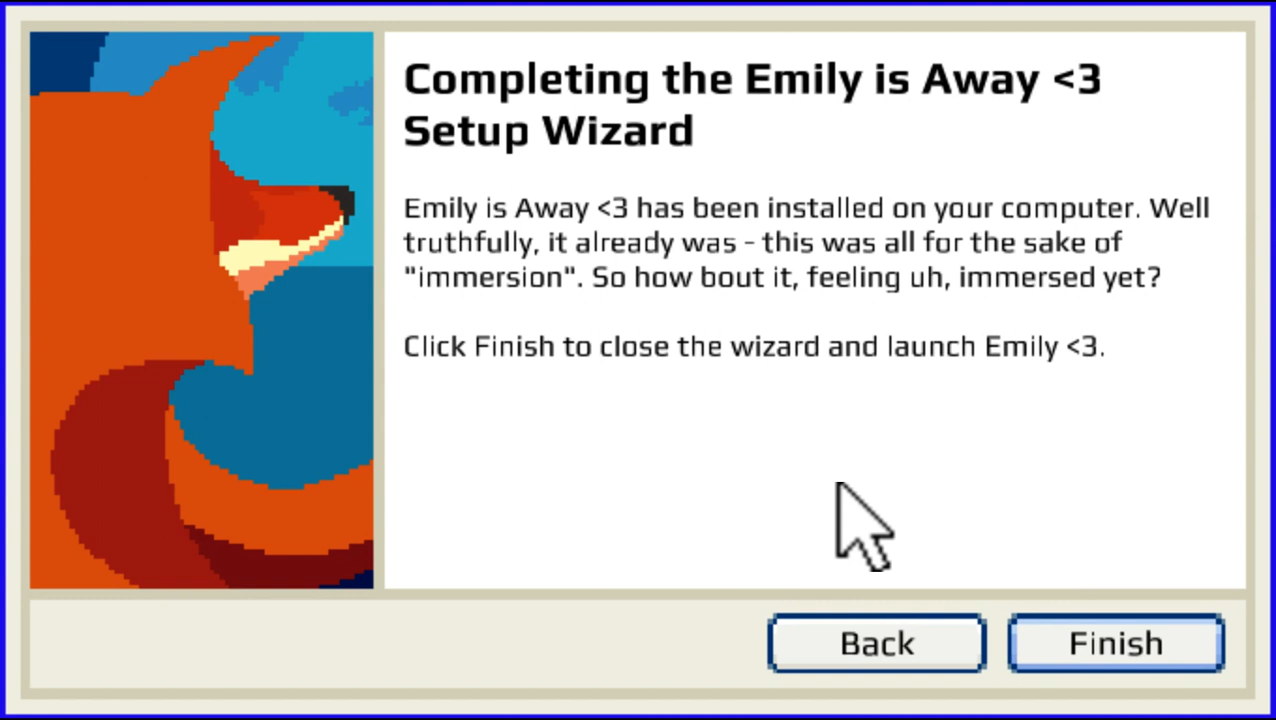 Completing the Emily is Away <3
Setup Wizard
Emily is Away <3 has been installed on your computer. Well
truthfully, it already was - this was all for the sake of
"immersion". So how bout it, feeling uh, immersed yet?
Click Finish to close the wizard and launch Emily <3.
Back
Finish